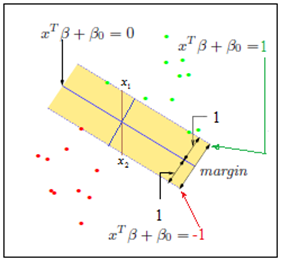 x^T β + β_0 = 0
x^T β + β_0 = 1
x_1
1
x_2
margin
1
x^T β + β_0 = -1